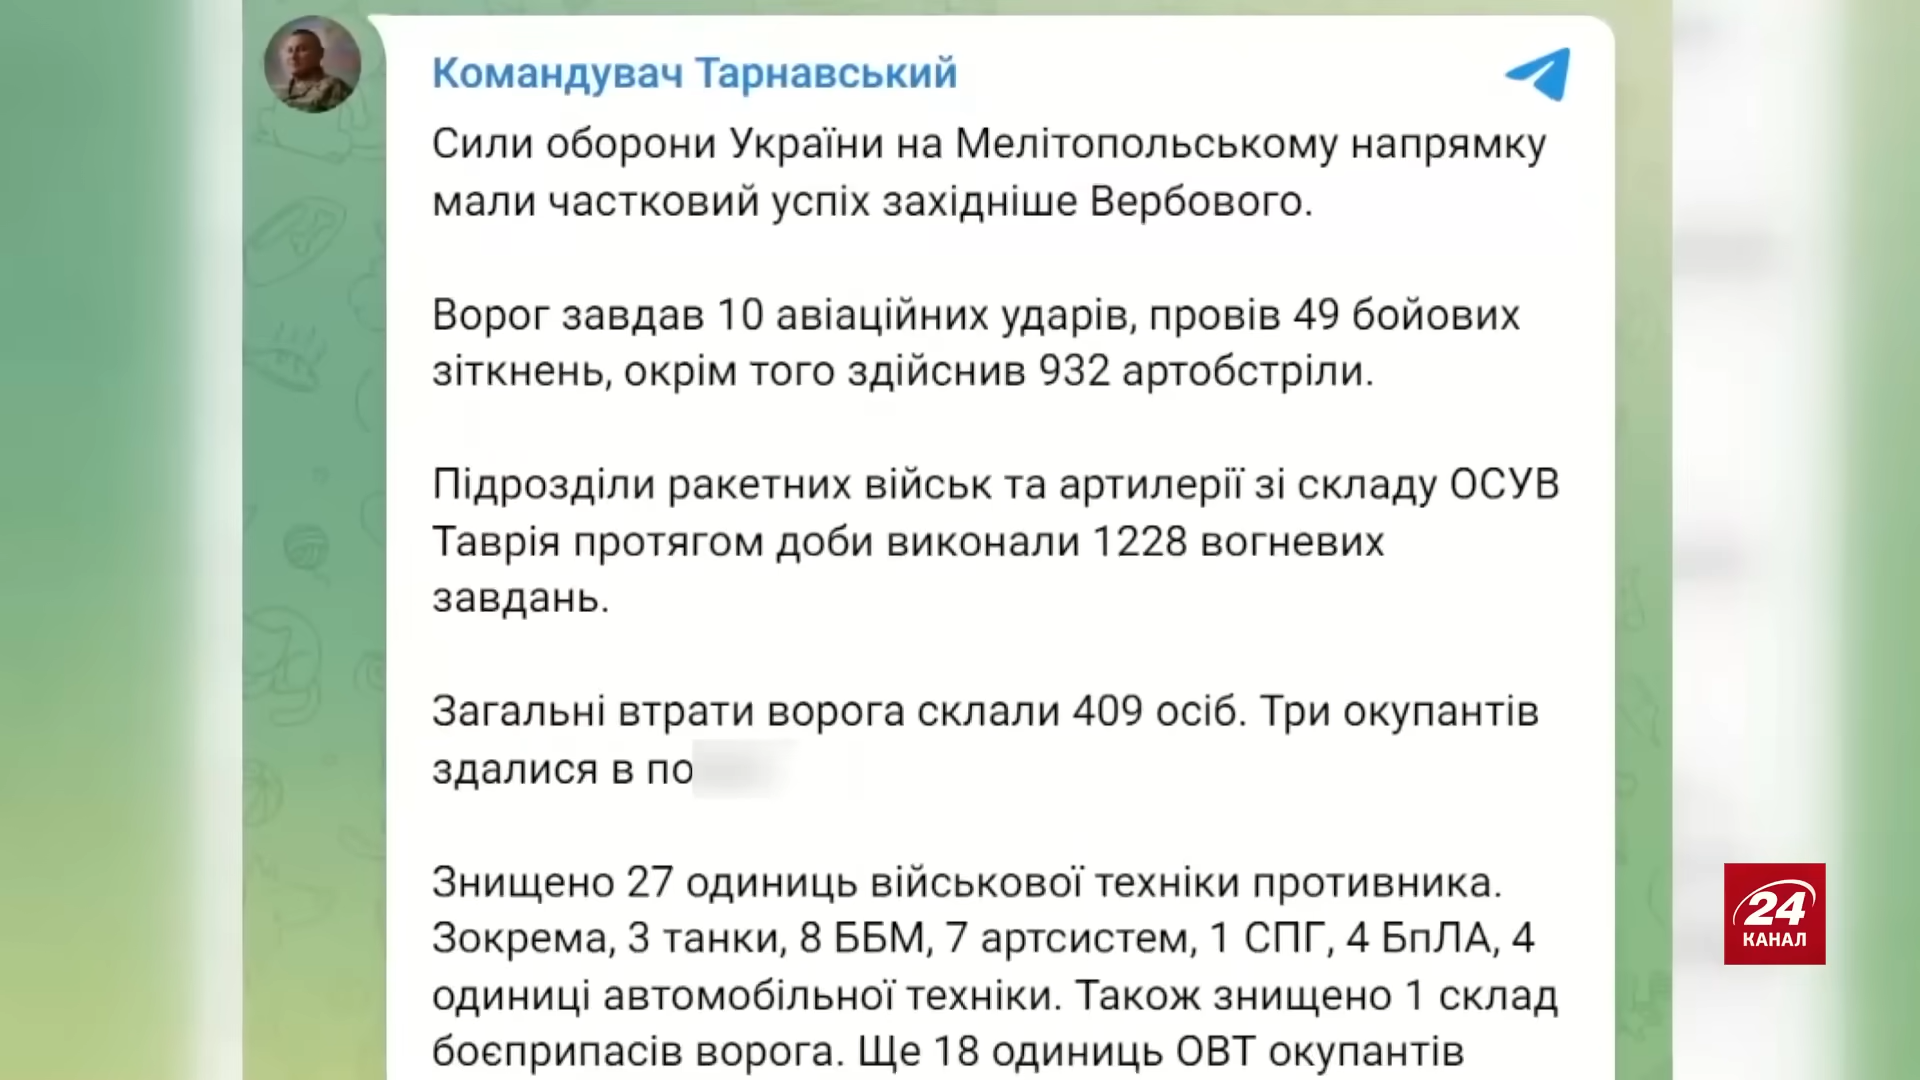 Командувач Тарнавський
Сили оборони України на Мелітопольському напрямку
мали частковий успіх західніше Вербового.
Ворог завдав 10 авіаційних ударів, провів 49 бойових
зіткнень, окрім того здійснив 932 артобстріли.
Підрозділи ракетних військ та артилерії зі складу ОСУВ
Таврія протягом доби виконали 1228 вогневих
завдань.
Загальні втрати ворога склали 409 осіб. Три окупантів
здалися в
Знищено 27 одиниць військової техніки противника.
Зокрема, 3 танки, 8 ББМ, 7 артсистем, 1 СПГ, 4 БпЛА, 4
одиниці автомобільної техніки. Також знищено 1 склад
боєприпасів ворога. Ще 18 одиниць ОВТ окупантів
24
КАНАЛ